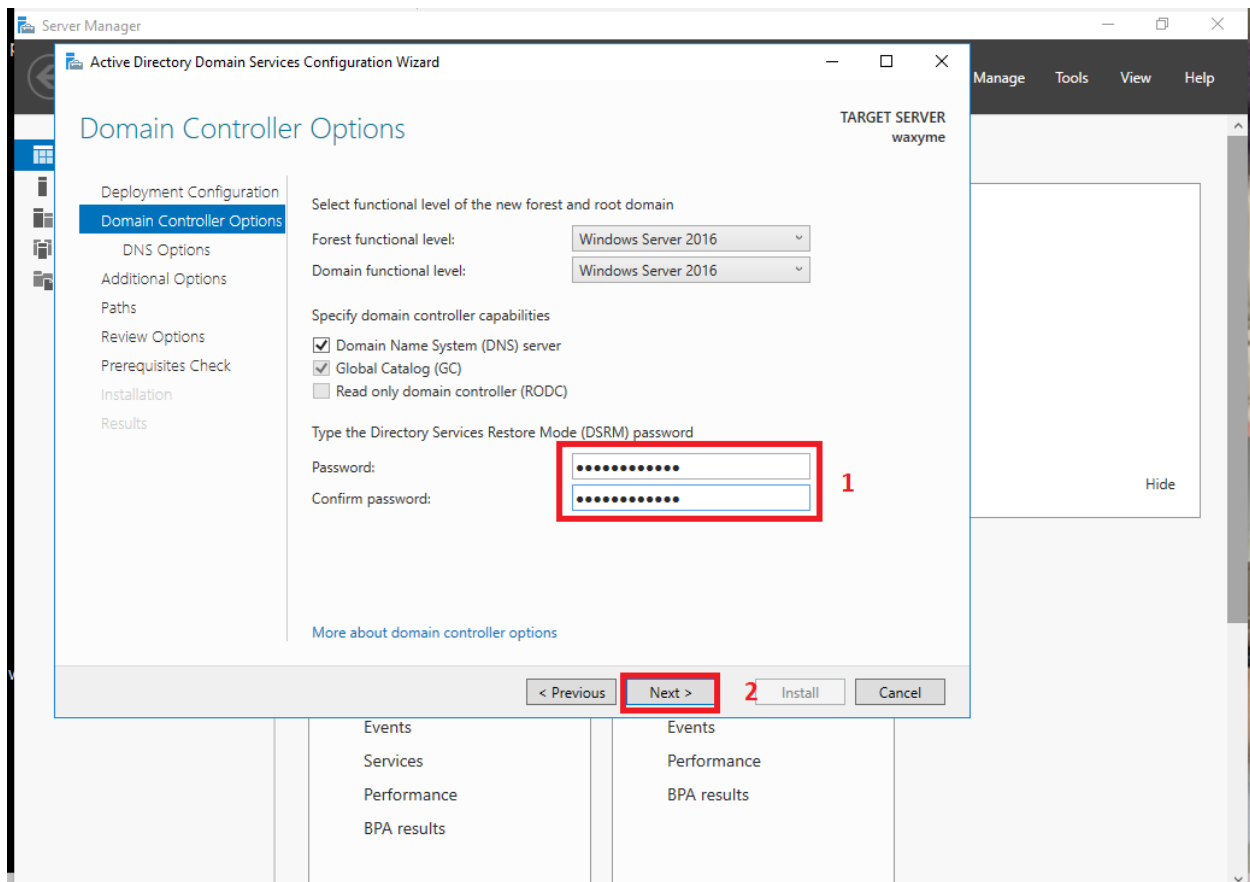 Server Manager
Active Directory Domain Services Configuration Wizard
Manage Tools View Help
Domain Controller Options
TARGET SERVER
waxyme
Deployment Configuration
Domain Controller Options
DNS Options
Additional Options
Paths
Review Options
Prerequisites Check
Installation
Results
Select functional level of the new forest and root domain
Forest functional level: Windows Server 2016
Domain functional level: Windows Server 2016
Specify domain controller capabilities
Domain Name System (DNS) server
Global Catalog (GC)
Read only domain controller (RODC)
Type the Directory Services Restore Mode (DSRM) password
Password: ••••••••••••
Confirm password: ••••••••••••
1
Hide
More about domain controller options
< Previous Next > 2 Install Cancel
Events
Services
Performance
BPA results
Events
Performance
BPA results